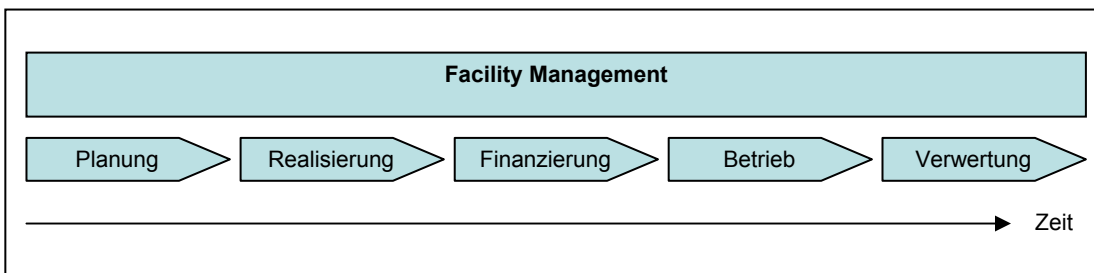 Facility Management
Planung Realisierung Finanzierung Betrieb Verwertung
Zeit